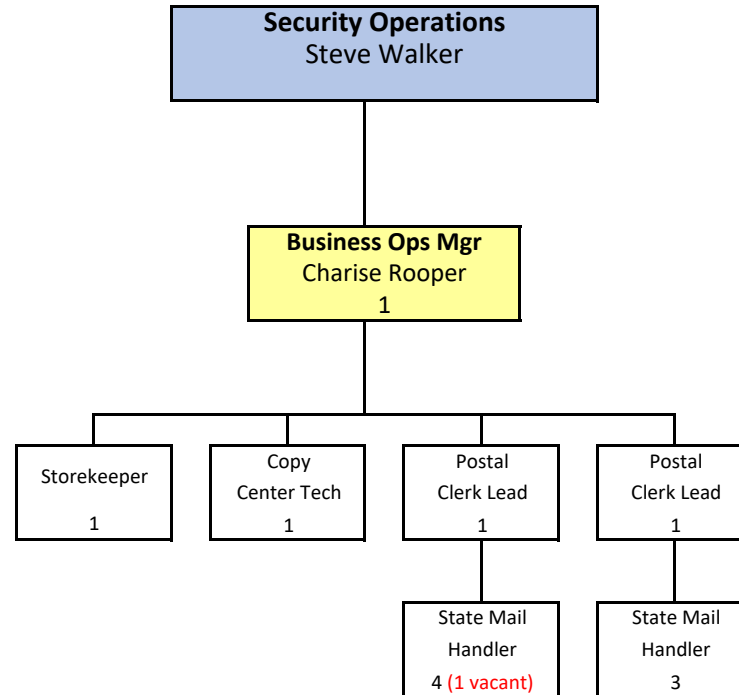 Security Operations
Steve Walker
Business Ops Mgr
Charise Rooper
1
Storekeeper
1
Copy
Center Tech
1
Postal
Clerk Lead
1
Postal
Clerk Lead
1
State Mail
Handler
4 (1 vacant)
State Mail
Handler
3